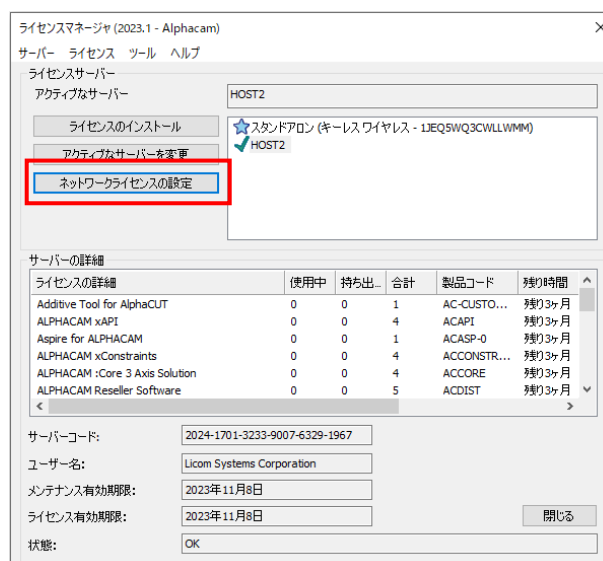 ライセンスマネージャ (2023.1 - Alphacam)
サーバー ライセンス ツール ヘルプ
ライセンスサーバー
アクティブなサーバー HOST2
ライセンスのインストール
アクティブなサーバーを変更
ネットワークライセンスの設定
スタンドアロン (キーレス ワイヤレス - 1JEQ5WQ3CWLLWMM)
HOST2
サーバーの詳細
ライセンスの詳細 使用中 持ち出... 合計 製品コード 残り時間
Additive Tool for AlphaCUT 0 0 1 AC-CUSTO... 残り3ヶ月
ALPHACAM xAPI 0 0 4 ACAPI 残り3ヶ月
Aspire for ALPHACAM 0 0 1 ACASP-0 残り3ヶ月
ALPHACAM xConstraints 0 0 4 ACCONSTR... 残り3ヶ月
ALPHACAM :Core 3 Axis Solution 0 0 4 ACCORE 残り3ヶ月
ALPHACAM Reseller Software 0 0 5 ACDIST 残り3ヶ月
サーバーコード: 2024-1701-3233-9007-6329-1967
ユーザー名: Licom Systems Corporation
メンテナンス有効期限: 2023年11月8日
ライセンス有効期限: 2023年11月8日
閉じる
状態: OK